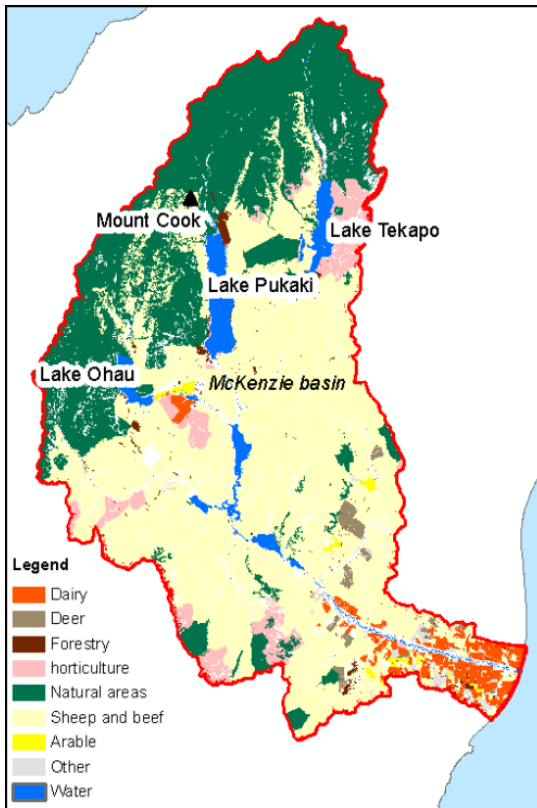 Mount Cook
Lake Tekapo
Lake Pukaki
Lake Ohau
McKenzie basin
Legend
Dairy
Deer
Forestry
horticulture
Natural areas
Sheep and beef
Arable
Other
Water